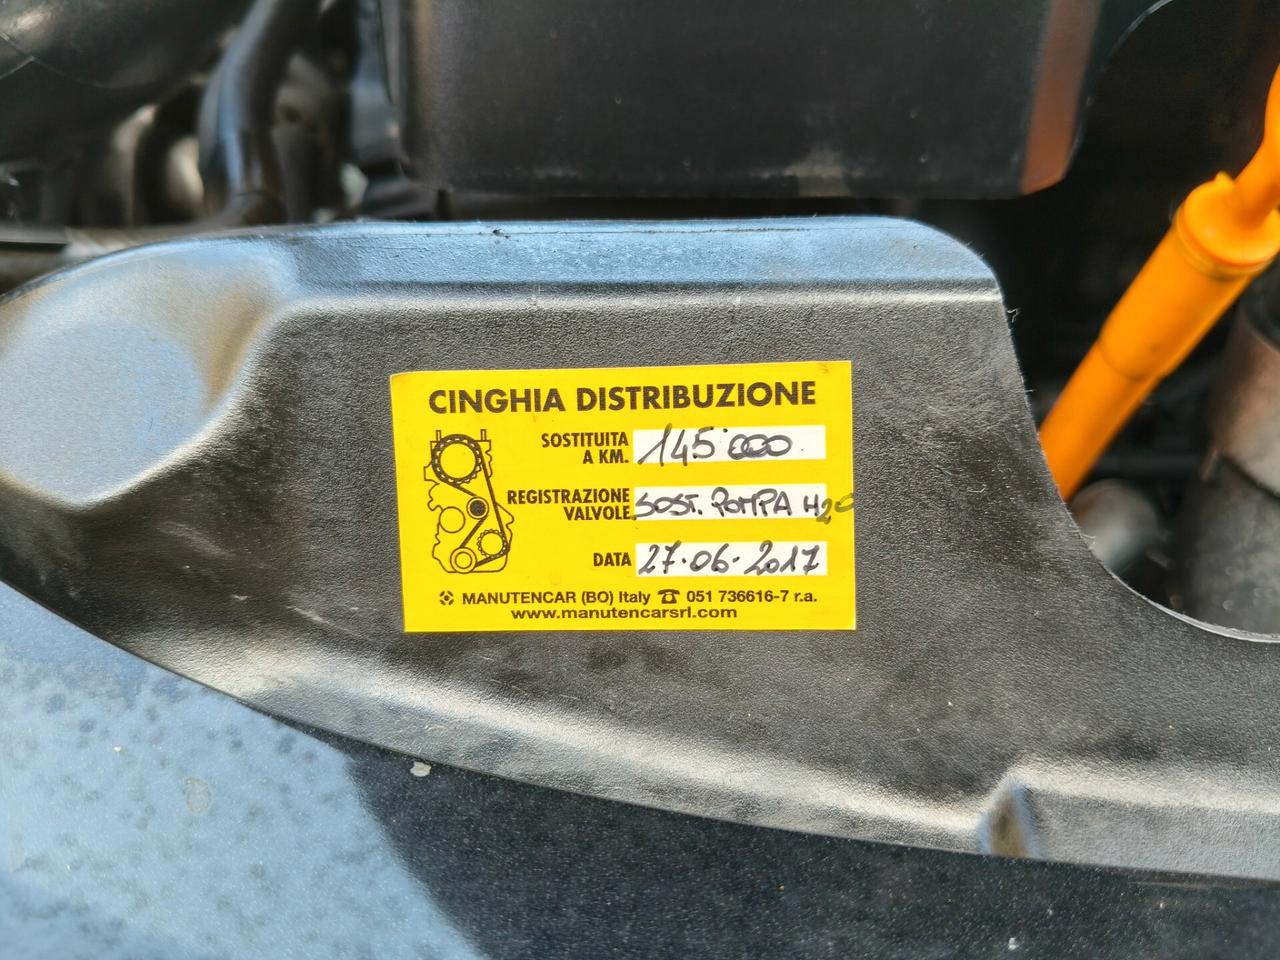 CINGHIA DISTRIBUZIONE
SOSTITUITA
A KM. 145'000
REGISTRAZIONE
VALVOLE SOST. POMPA H2O
DATA 27.06.2017
MANUTENCAR (BO) Italy ☎ 051 736616-7 r.a.
www.manutencarsrl.com